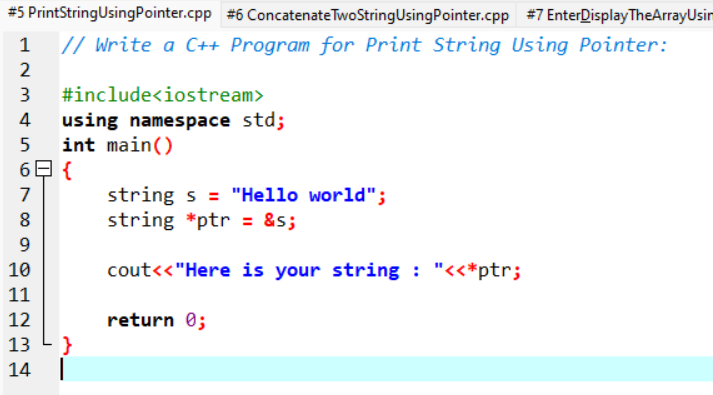 #5 PrintStringUsingPointer.cpp #6 ConcatenateTwoStringUsingPointer.cpp #7 EnterDisplayTheArrayUsin
1 // Write a C++ Program for Print String Using Pointer:
2
3 #include<iostream>
4 using namespace std;
5 int main()
6 {
7 string s = "Hello world";
8 string *ptr = &s;
9
10 cout<<"Here is your string : "<<*ptr;
11
12 return 0;
13 }
14